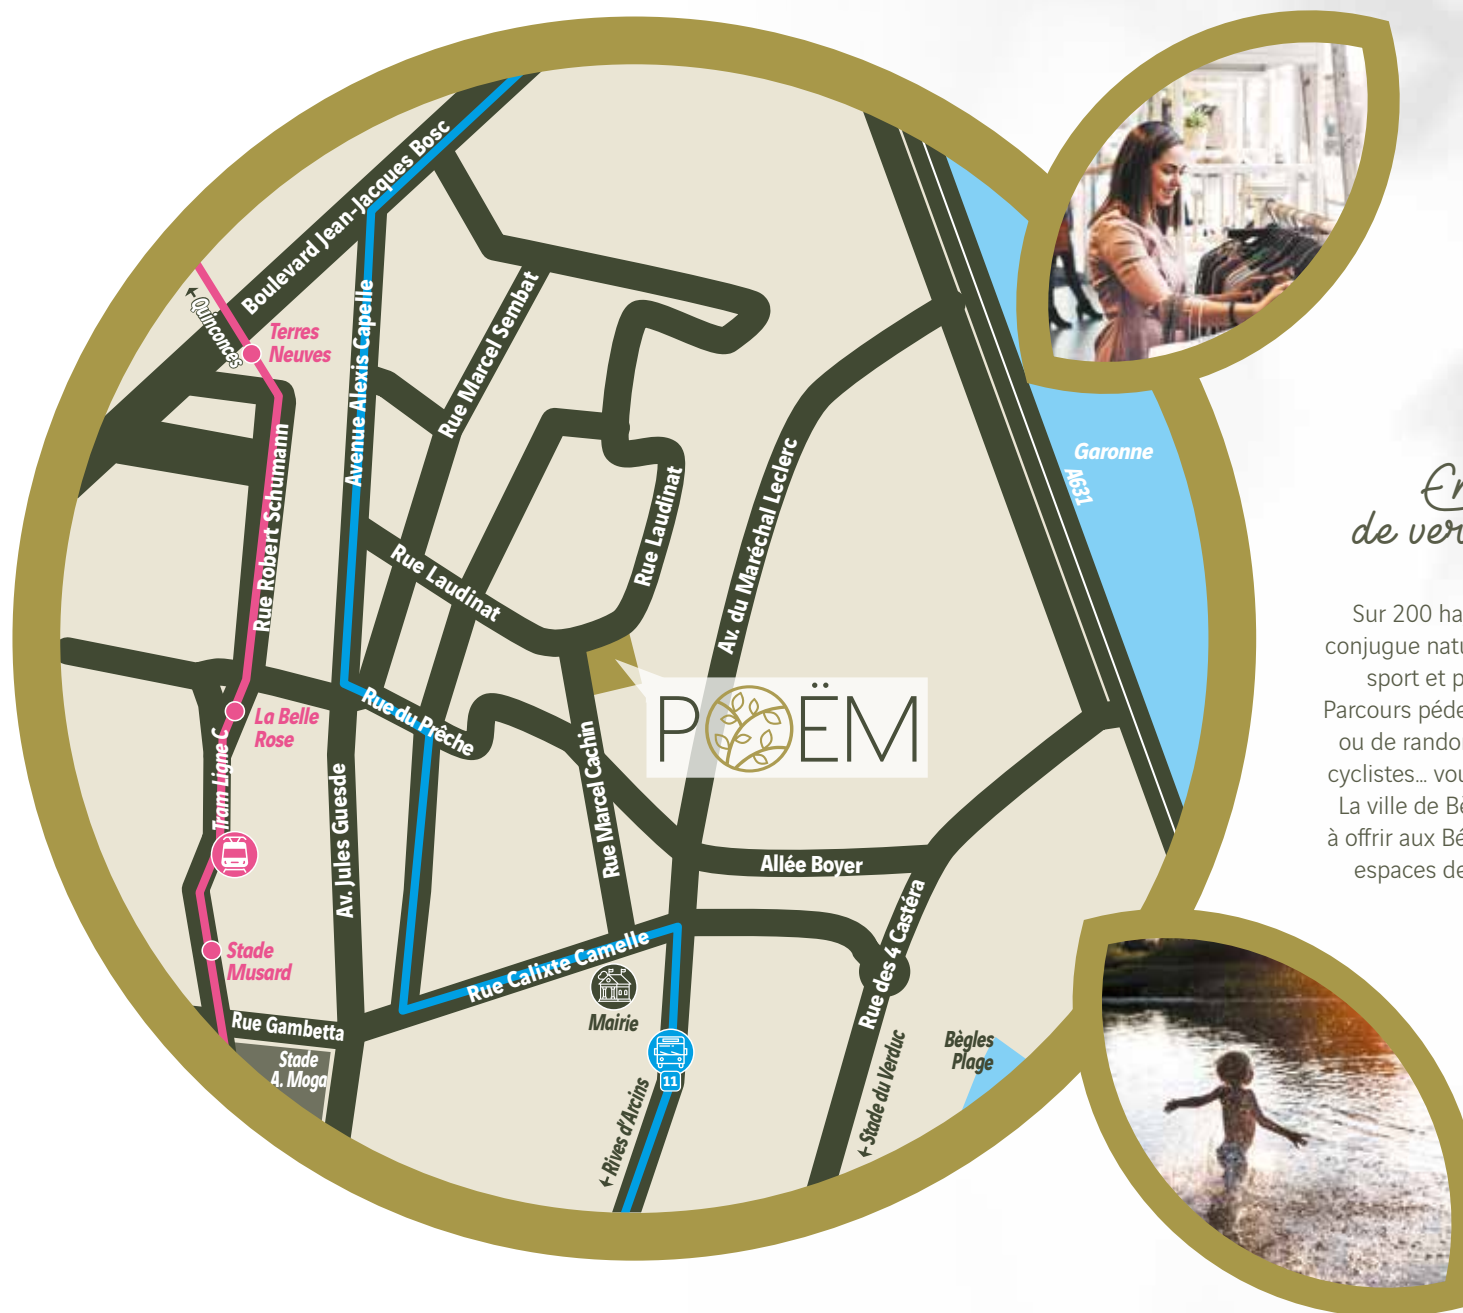 Boulevard Jean-Jacques Bosc
Quinconces
Terres
Neuves
Avenue Alexis Capelle
Rue Marcel Sembat
Rue Robert Schumann
Rue Laudinat
Rue Laudinat
Av. du Maréchal Leclerc
Garonne
A631
La Belle
Rose
Tram Ligne C
Rue du Prêche
POËM
Av. Jules Guesde
Rue Marcel Cachin
Allée Boyer
Stade
Musard
Rue Calixte Camelle
Rue des 4 Castéra
Mairie
Rue Gambetta
Stade
A. Moga
11
Rives d'Arcins
Stade du Verduc
Bègles
Plage
de ver
Sur 200 ha
conjugue natu
sport et p
Parcours péde
ou de rando
cyclistes... vou
La ville de Bè
à offrir aux Bé
espaces de